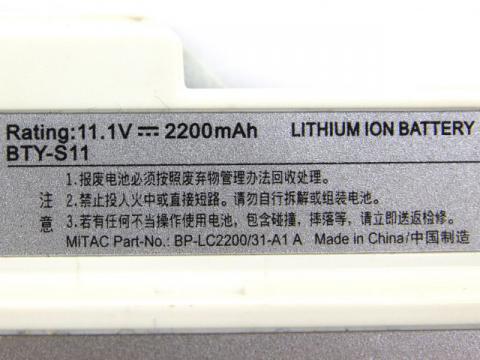 Rating:11.1V ⎓ 2200mAh LITHIUM ION BATTERY
BTY-S11
注意
1.报废电池必须按照废弃物管理办法回收处理。
2.禁止投入火中或直接短路。请勿自行拆解或组装电池。
3.若有任何不当操作使用电池，包含碰撞，摔落等，请立即送返检修。
MiTAC Part-No.: BP-LC2200/31-A1 A Made in China/中国制造